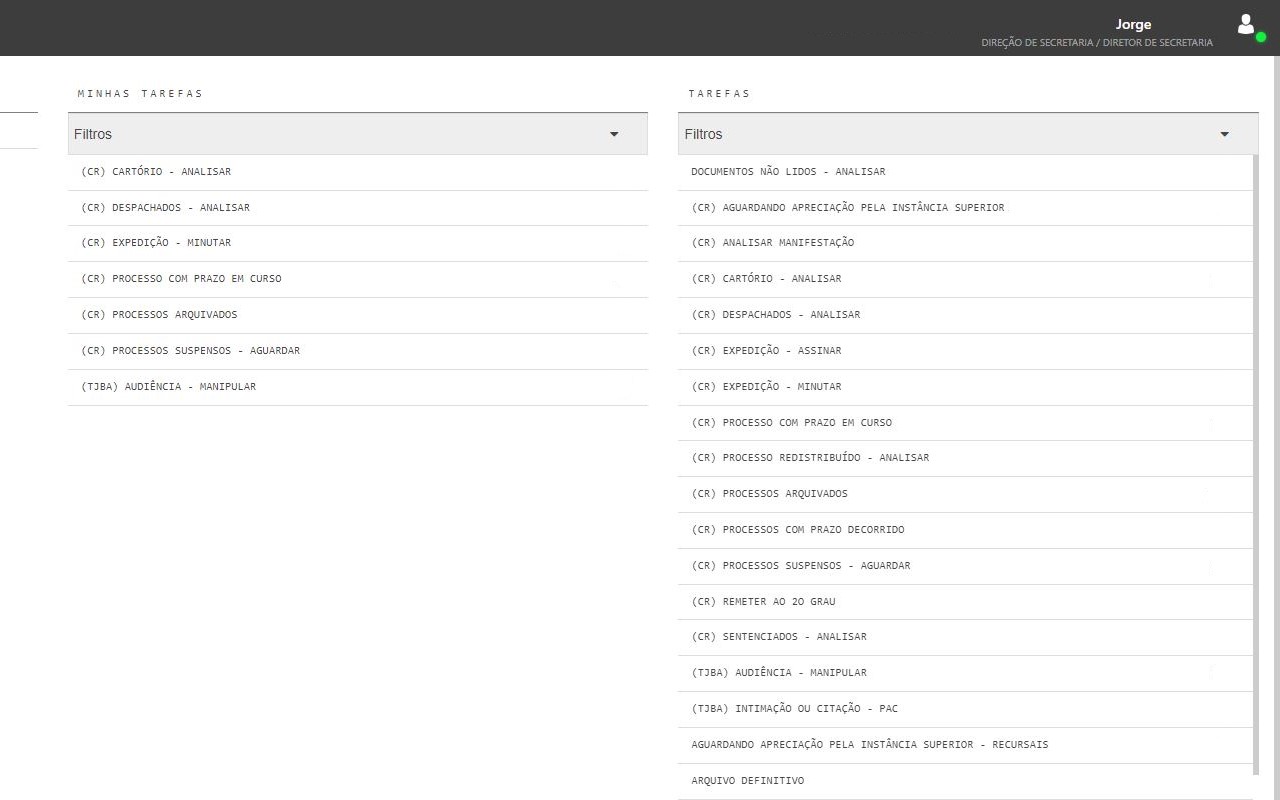 Jorge
DIREÇÃO DE SECRETARIA / DIRETOR DE SECRETARIA
MINHAS TAREFAS
Filtros
(CR) CARTÓRIO - ANALISAR
(CR) DESPACHADOS - ANALISAR
(CR) EXPEDIÇÃO - MINUTAR
(CR) PROCESSO COM PRAZO EM CURSO
(CR) PROCESSOS ARQUIVADOS
(CR) PROCESSOS SUSPENSOS - AGUARDAR
(TJBA) AUDIÊNCIA - MANIPULAR
TAREFAS
Filtros
DOCUMENTOS NÃO LIDOS - ANALISAR
(CR) AGUARDANDO APRECIAÇÃO PELA INSTÂNCIA SUPERIOR
(CR) ANALISAR MANIFESTAÇÃO
(CR) CARTÓRIO - ANALISAR
(CR) DESPACHADOS - ANALISAR
(CR) EXPEDIÇÃO - ASSINAR
(CR) EXPEDIÇÃO - MINUTAR
(CR) PROCESSO COM PRAZO EM CURSO
(CR) PROCESSO REDISTRIBUÍDO - ANALISAR
(CR) PROCESSOS ARQUIVADOS
(CR) PROCESSOS COM PRAZO DECORRIDO
(CR) PROCESSOS SUSPENSOS - AGUARDAR
(CR) REMETER AO 2O GRAU
(CR) SENTENCIADOS - ANALISAR
(TJBA) AUDIÊNCIA - MANIPULAR
(TJBA) INTIMAÇÃO OU CITAÇÃO - PAC
AGUARDANDO APRECIAÇÃO PELA INSTÂNCIA SUPERIOR - RECURSAIS
ARQUIVO DEFINITIVO